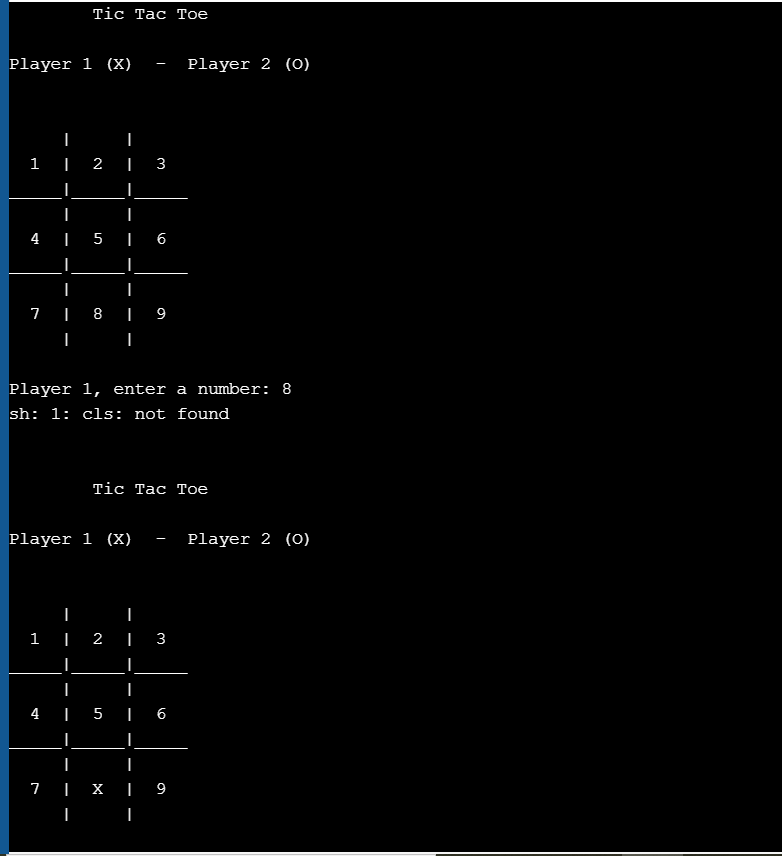 Tic Tac Toe
Player 1 (X)  -  Player 2 (O)
     |     |
  1  |  2  |  3
_____|_____|_____
     |     |
  4  |  5  |  6
_____|_____|_____
     |     |
  7  |  8  |  9
     |     |
Player 1, enter a number: 8
sh: 1: cls: not found
Tic Tac Toe
Player 1 (X)  -  Player 2 (O)
     |     |
  1  |  2  |  3
_____|_____|_____
     |     |
  4  |  5  |  6
_____|_____|_____
     |     |
  7  |  X  |  9
     |     |